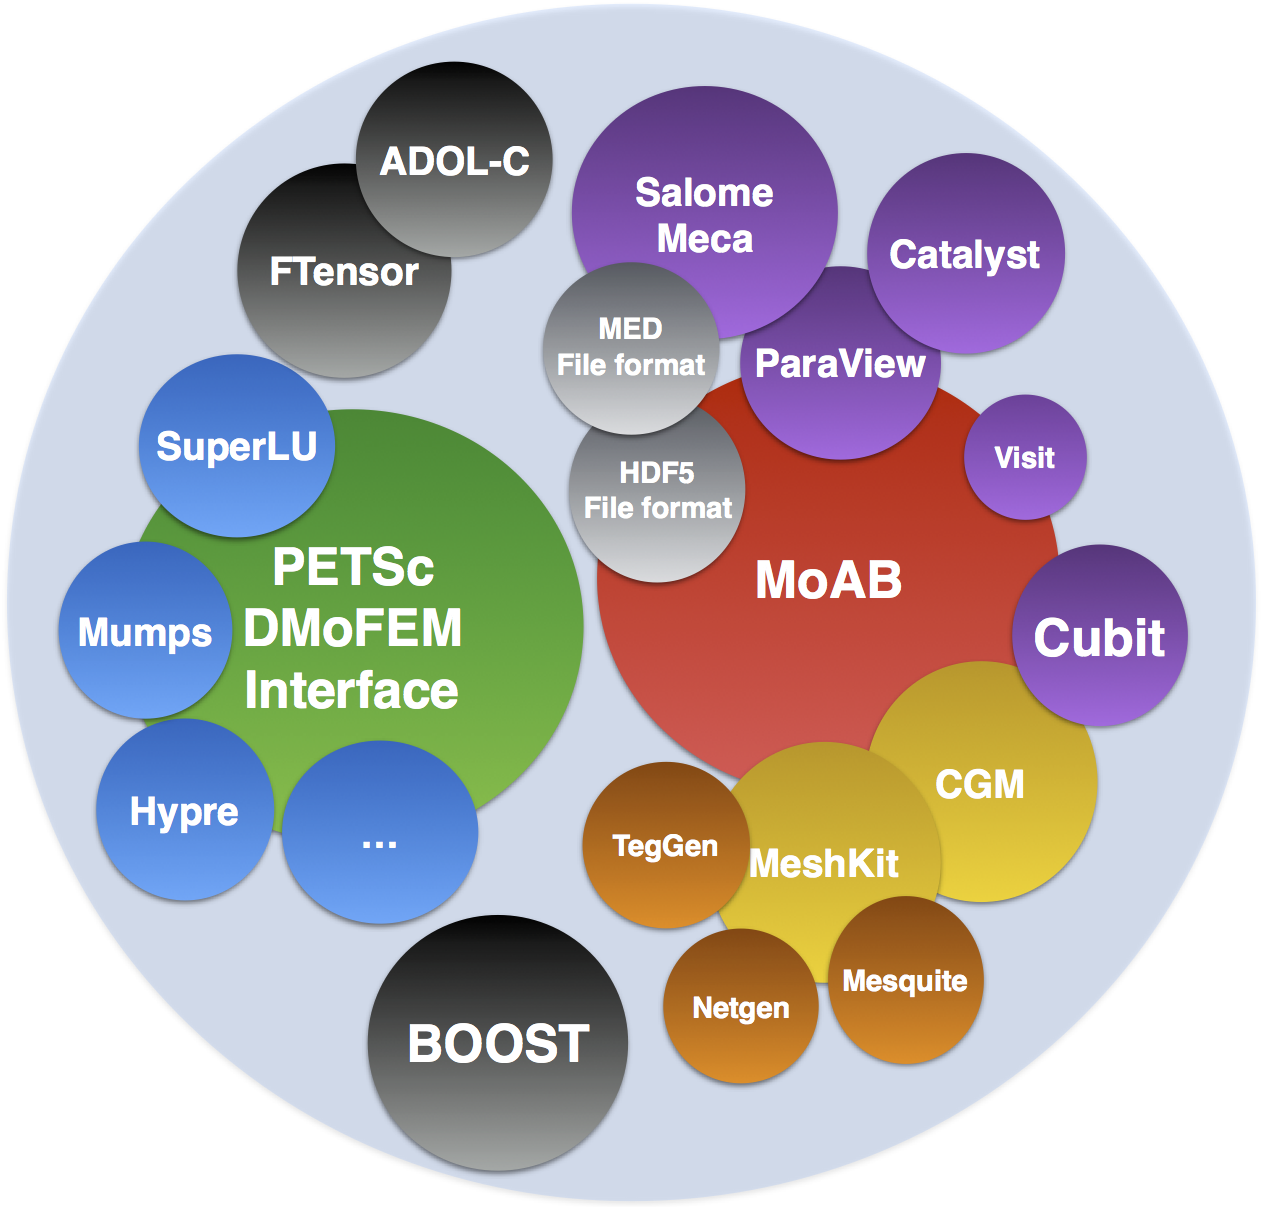 ADOL-C
FTensor
Salome
Meca
Catalyst
MED
File format
ParaView
HDF5
File format
Visit
SuperLU
PETSc
DMoFEM
Interface
MoAB
Mumps
Cubit
Hypre
...
CGM
TegGen
MeshKit
Netgen
Mesquite
BOOST